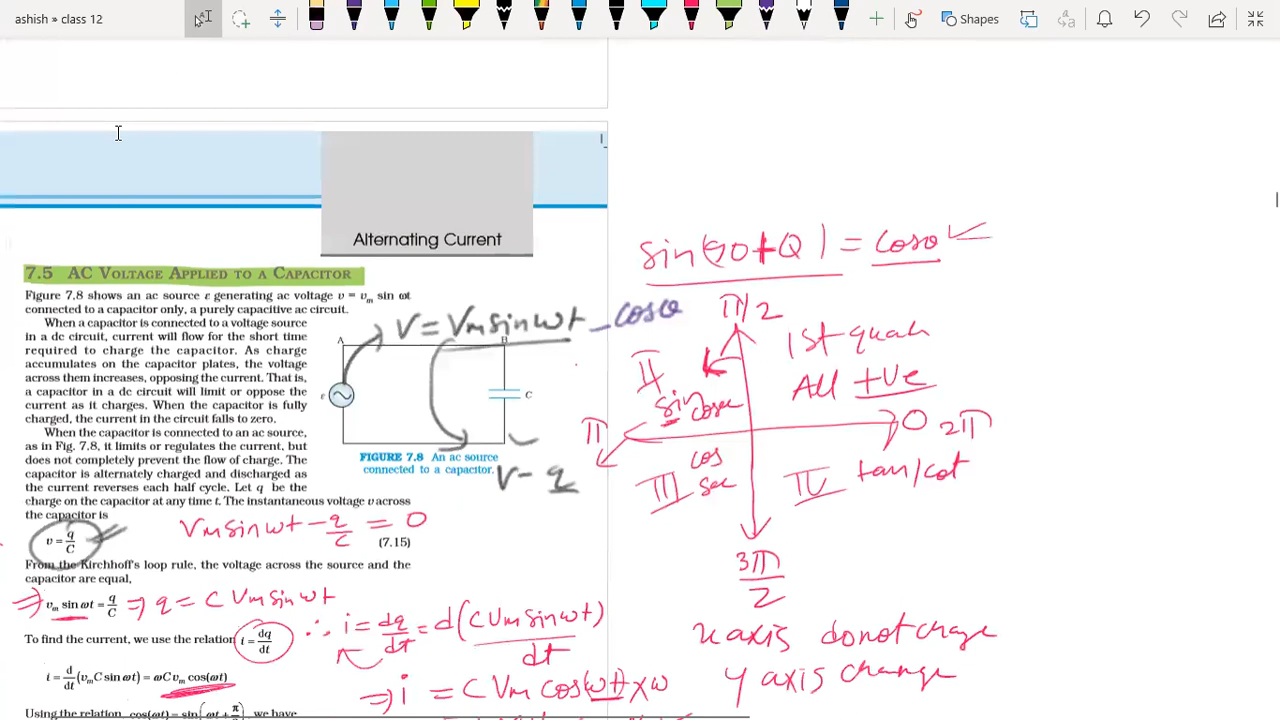 ashish » class 12
Shapes
Alternating Current
7.5 AC VOLTAGE APPLIED TO A CAPACITOR
Figure 7.8 shows an ac source ε generating ac voltage v = vm sin ωt
connected to a capacitor only, a purely capacitive ac circuit.
When a capacitor is connected to a voltage source
in a dc circuit, current will flow for the short time
required to charge the capacitor. As charge
accumulates on the capacitor plates, the voltage
across them increases, opposing the current. That is,
a capacitor in a dc circuit will limit or oppose the
current as it charges. When the capacitor is fully
charged, the current in the circuit falls to zero.
When the capacitor is connected to an ac source,
as in Fig. 7.8, it limits or regulates the current, but
does not completely prevent the flow of charge. The
capacitor is alternately charged and discharged as
the current reverses each half cycle. Let q be the
charge on the capacitor at any time t. The instantaneous voltage v across
the capacitor is
v = q/C
(7.15)
Vm sin wt - q/c = 0
From the Kirchhoff's loop rule, the voltage across the source and the
capacitor are equal,
⇒ vm sin ωt = q/C ⇒ q = C Vm sin wt
To find the current, we use the relation i = dq/dt
∴ i = dq/dt = d(CVm sin wt)/dt
i = d/dt (vm C sin ωt) = ωC vm cos(ωt)
⇒ i = C Vm cos(wt) × w
Using the relation, cos(ωt) = sin(ωt + π/2), we have
V = Vm sin wt - cosθ
A
B
ε
C
FIGURE 7.8 An ac source
connected to a capacitor.
V - q
sin(90+Q) = cosθ
π/2
1st quad
All +ve
II
sin
cosec
π
0 2π
cos
sec
III
IV tan/cot
3π/2
x axis do not change
y axis change